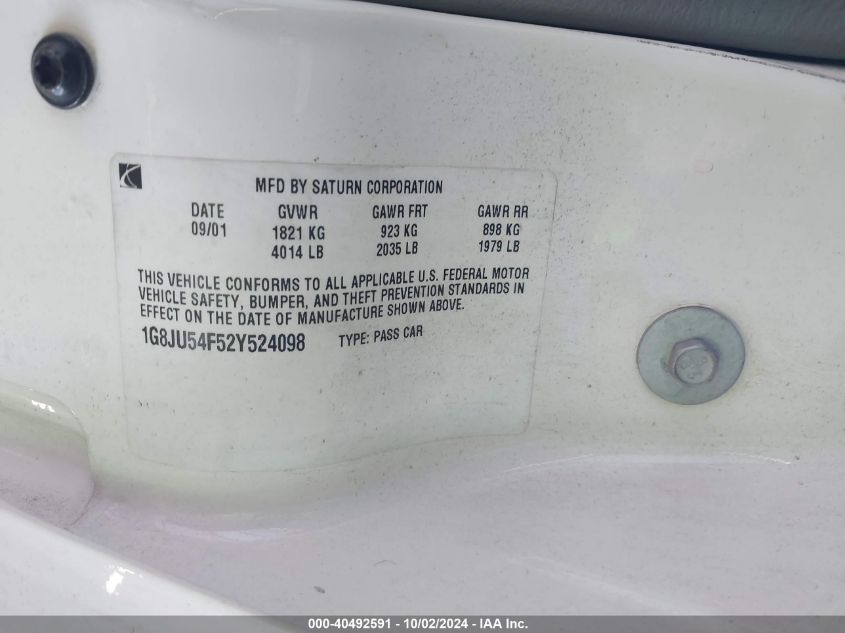 MFD BY SATURN CORPORATION
DATE GVWR GAWR FRT GAWR RR
09/01 1821 KG 923 KG 898 KG
4014 LB 2035 LB 1979 LB
THIS VEHICLE CONFORMS TO ALL APPLICABLE U.S. FEDERAL MOTOR
VEHICLE SAFETY, BUMPER, AND THEFT PREVENTION STANDARDS IN
EFFECT ON THE DATE OF MANUFACTURE SHOWN ABOVE.
1G8JU54F52Y524098 TYPE: PASS CAR
000-40492591 - 10/02/2024 - IAA Inc.